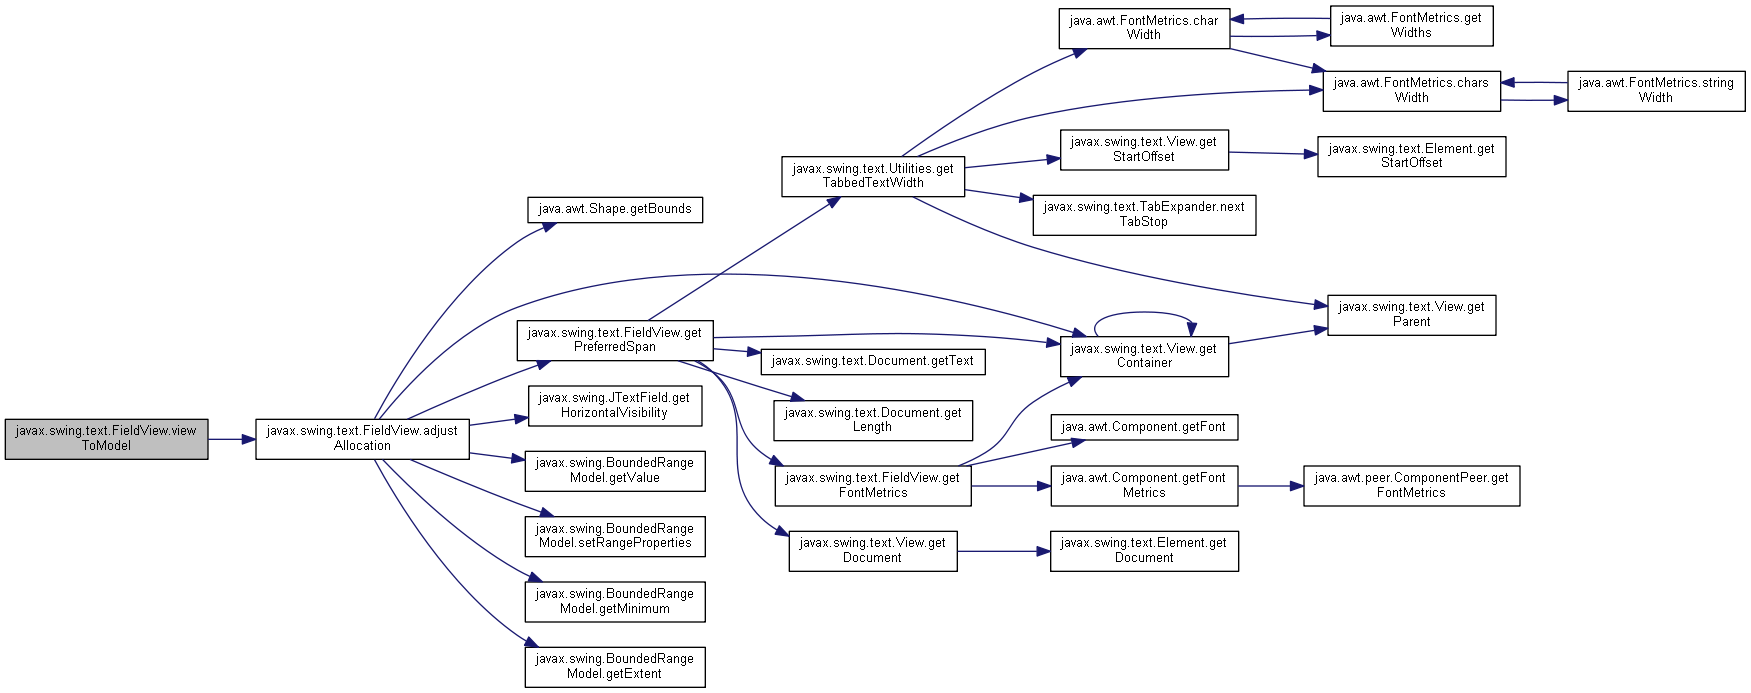 javax.swing.text.FieldView.view
ToModel
javax.swing.text.FieldView.adjust
Allocation
java.awt.Shape.getBounds
javax.swing.text.FieldView.get
PreferredSpan
javax.swing.JTextField.get
HorizontalVisibility
javax.swing.BoundedRange
Model.getValue
javax.swing.BoundedRange
Model.setRangeProperties
javax.swing.BoundedRange
Model.getMinimum
javax.swing.BoundedRange
Model.getExtent
javax.swing.text.Utilities.get
TabbedTextWidth
javax.swing.text.Document.getText
javax.swing.text.Document.get
Length
javax.swing.text.FieldView.get
FontMetrics
javax.swing.text.View.get
Document
java.awt.FontMetrics.char
Width
javax.swing.text.View.get
StartOffset
javax.swing.text.TabExpander.next
TabStop
javax.swing.text.View.get
Container
java.awt.Component.getFont
java.awt.Component.getFont
Metrics
javax.swing.text.Element.get
Document
java.awt.FontMetrics.get
Widths
java.awt.FontMetrics.chars
Width
javax.swing.text.Element.get
StartOffset
javax.swing.text.View.get
Parent
java.awt.peer.ComponentPeer.get
FontMetrics
java.awt.FontMetrics.string
Width